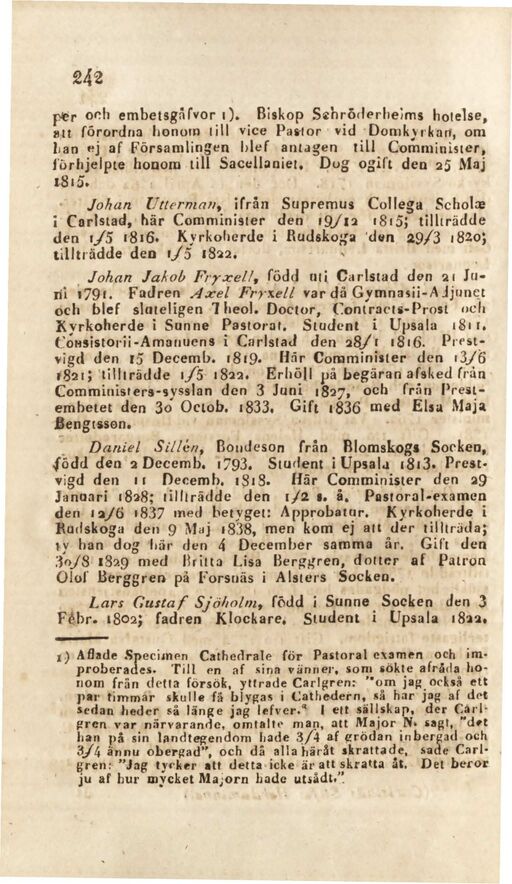 242
per och embetsgåfvor 1). Biskop Schröderheims hotelse,
att förordna honom till vice Pastor vid Domkyrkan, om
han ej af Församlingen blef antagen till Comminister,
förhjelpte honom till Sacellaniet. Dog ogift den 25 Maj
1815.
Johan Utterman, ifrån Supremus Collega Scholæ
i Carlstad, här Comminister den 19/12 1815; tillträdde
den 1/5 1816. Kyrkoherde i Rudskoga den 29/3 1820;
tillträdde den 1/5 1822.
Johan Jakob Fryxell, född uti Carlstad den 21 Ju-
ni 1791. Fadren Axel Fryxell var då Gymnasii-Adjunct
och blef sluteligen Theol. Doctor, Contracts-Prost och
Kyrkoherde i Sunne Pastorat. Student i Upsala 1811.
Consistorii-Amanuens i Carlstad den 28/1 1816. Prest-
vigd den 15 Decemb. 1819. Här Comminister den 13/6
1821; tillträdde 1/5 1822. Erhöll på begäran afsked från
Comministers-sysslan den 3 Juni 1827, och från Prest-
embetet den 30 Octob. 1833. Gift 1836 med Elsa Maja
Bengtsson.
Daniel Sillén, Bondeson från Blomskogs Socken,
född den 2 Decemb. 1793. Student i Upsala 1813. Prest-
vigd den 11 Decemb. 1818. Här Comminister den 29
Januari 1828; tillträdde den 1/2 s. å. Pastoral-examen
den 12/6 1837 med betyget: Approbatur. Kyrkoherde i
Rudskoga den 9 Maj 1838, men kom ej att der tillträda;
ty han dog här den 4 December samma år. Gift den
30/8 1829 med Britta Lisa Berggren, dotter af Patron
Olof Berggren på Forsnäs i Alsters Socken.
Lars Gustaf Sjöholm, född i Sunne Socken den 3
Febr. 1802; fadren Klockare. Student i Upsala 1822.
1) Aflade Specimen Cathedrale för Pastoral examen och im-
proberades. Till en af sina vänner, som sökte afråda ho-
nom från detta försök, yttrade Carlgren: "om jag också ett
par timmar skulle få blygas i Cathedern, så har jag af det
sedan heder så länge jag lefver." I ett sällskap, der Carl-
gren var närvarande, omtalte man, att Major N. sagt, "det
han på sin landtegendom hade 3/4 af grödan inbergad och
3/4 ännu obergad", och då alla häråt skrattade, sade Carl-
gren: "Jag tycker att detta icke är att skratta åt. Det beror
ju af hur mycket Majorn hade utsådt."